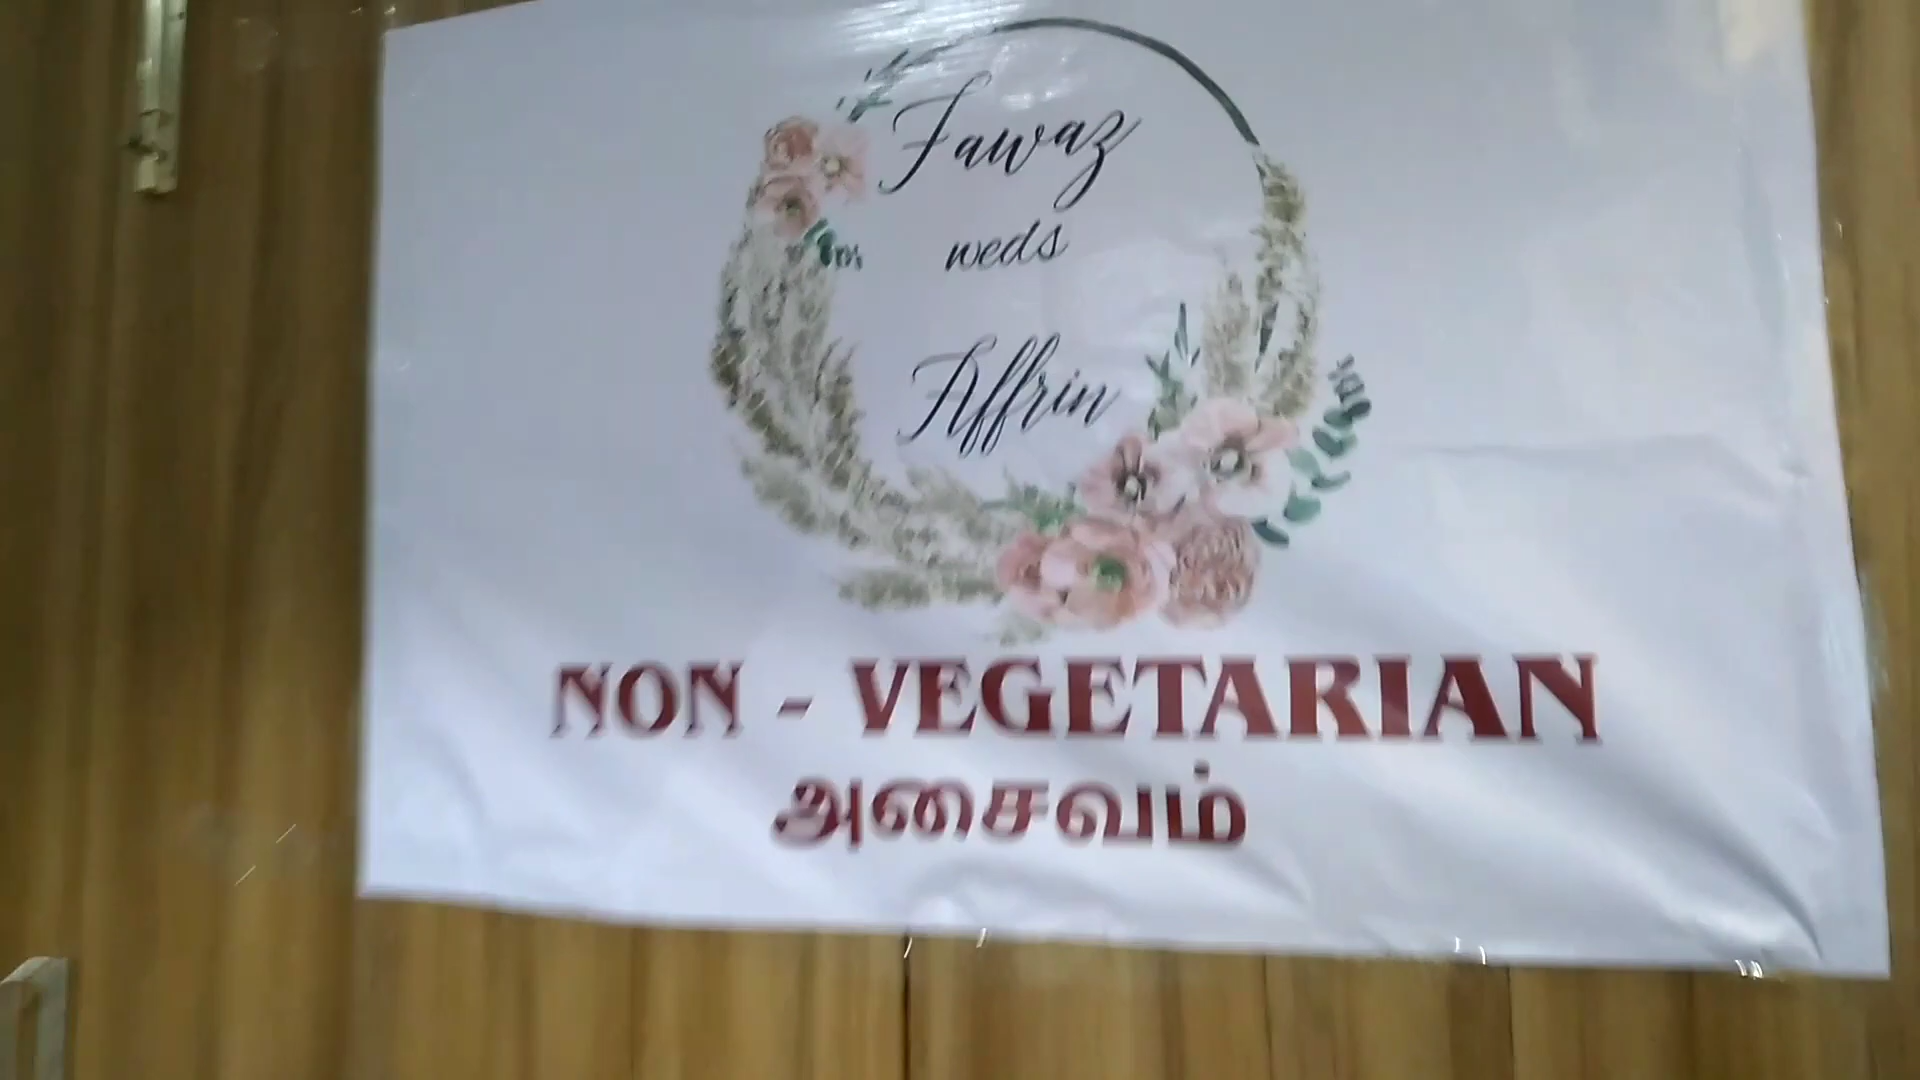 Fawaz
weds
Affrin
NON - VEGETARIAN
அசைவம்